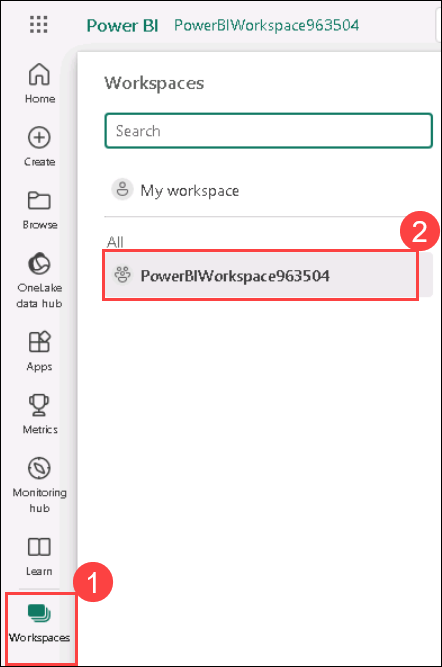 Power BI PowerBIWorkspace963504
Home
Create
Browse
OneLake
data hub
Apps
Metrics
Monitoring
hub
Learn
1
Workspaces
Workspaces
Search
My workspace
All
2
PowerBIWorkspace963504